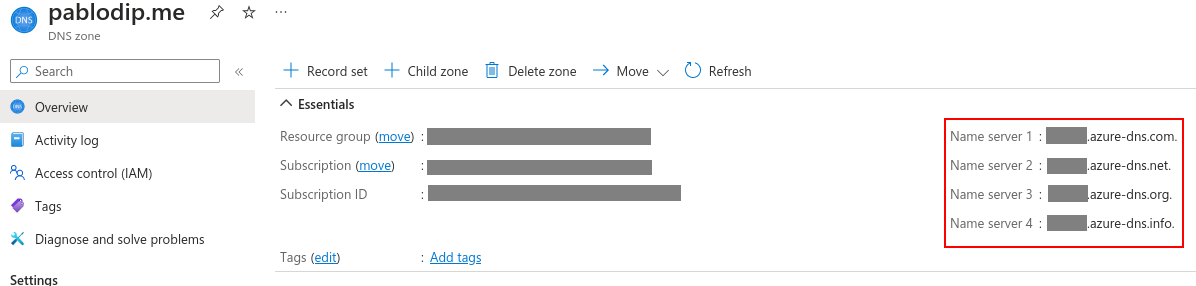 pablodip.me
DNS
DNS zone
Search
Overview
Activity log
Access control (IAM)
Tags
Diagnose and solve problems
Settings
Record set
Child zone
Delete zone
Move
Refresh
Essentials
Resource group (move) :
Subscription (move) :
Subscription ID :
Name server 1 : .azure-dns.com.
Name server 2 : .azure-dns.net.
Name server 3 : .azure-dns.org.
Name server 4 : .azure-dns.info.
Tags (edit) : Add tags